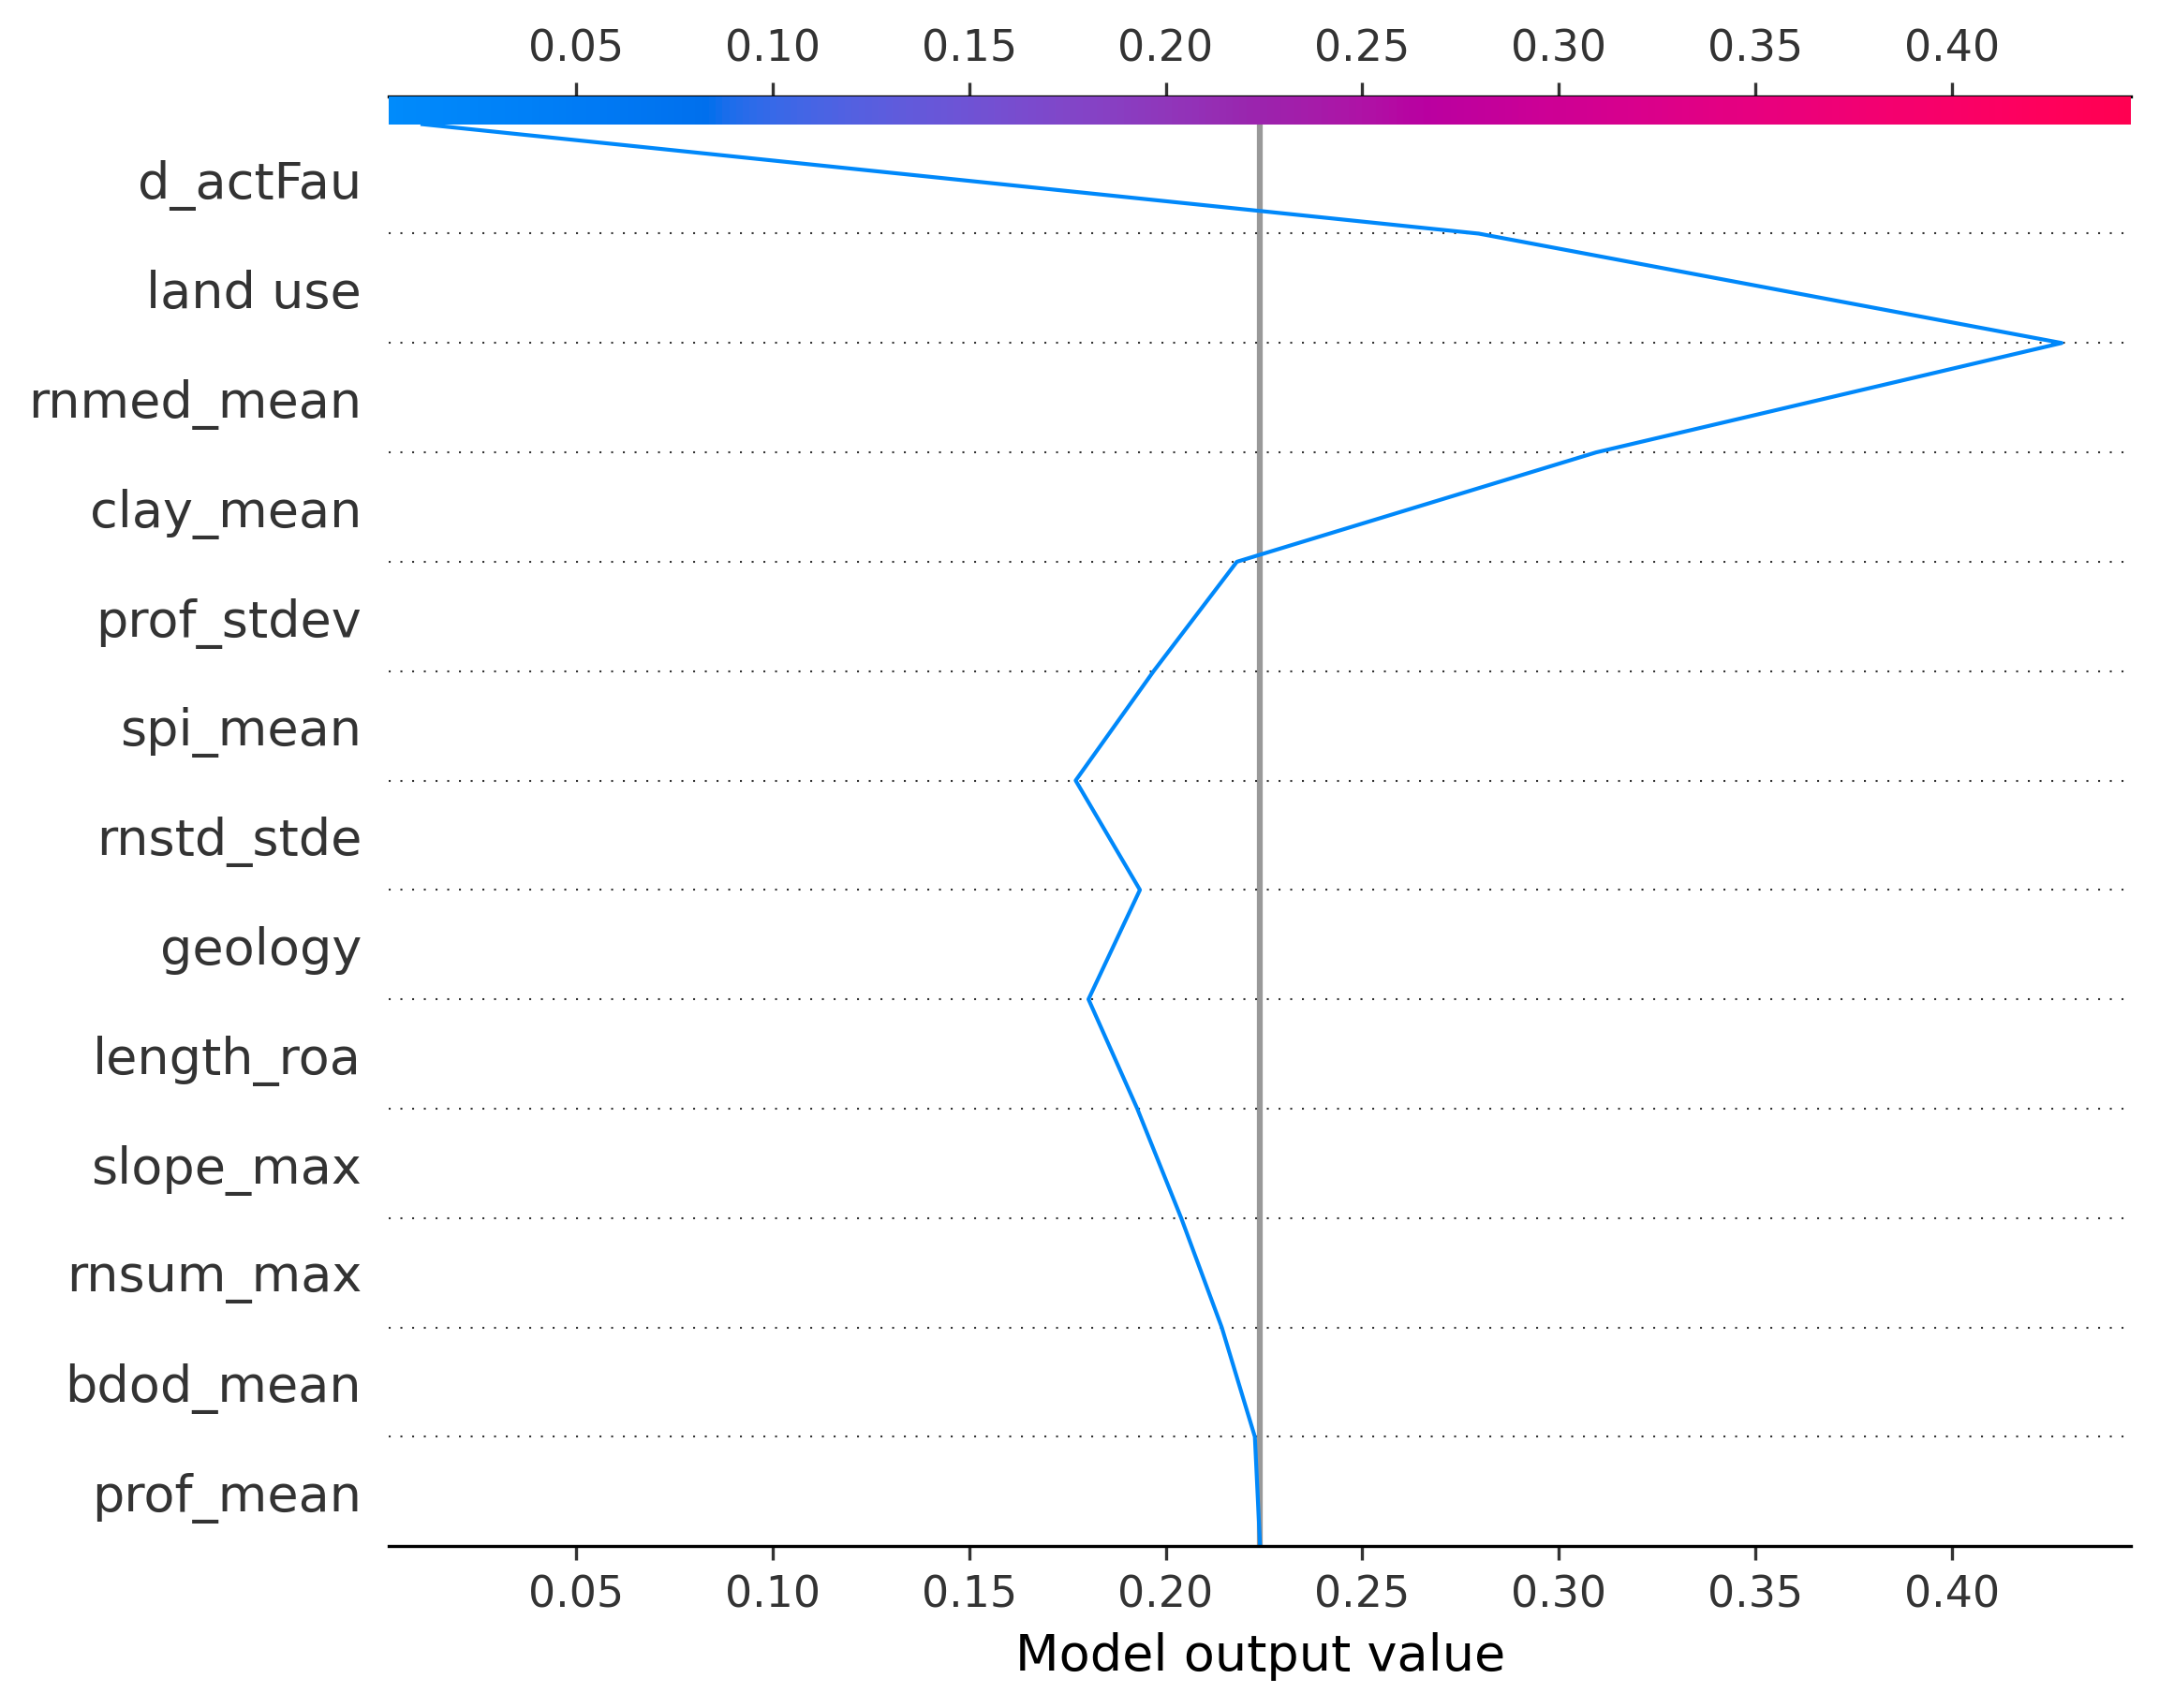 0.05 0.10 0.15 0.20 0.25 0.30 0.35 0.40
d_actFau
land use
rnmed_mean
clay_mean
prof_stdev
spi_mean
rnstd_stde
geology
length_roa
slope_max
rnsum_max
bdod_mean
prof_mean
0.05 0.10 0.15 0.20 0.25 0.30 0.35 0.40
Model output value